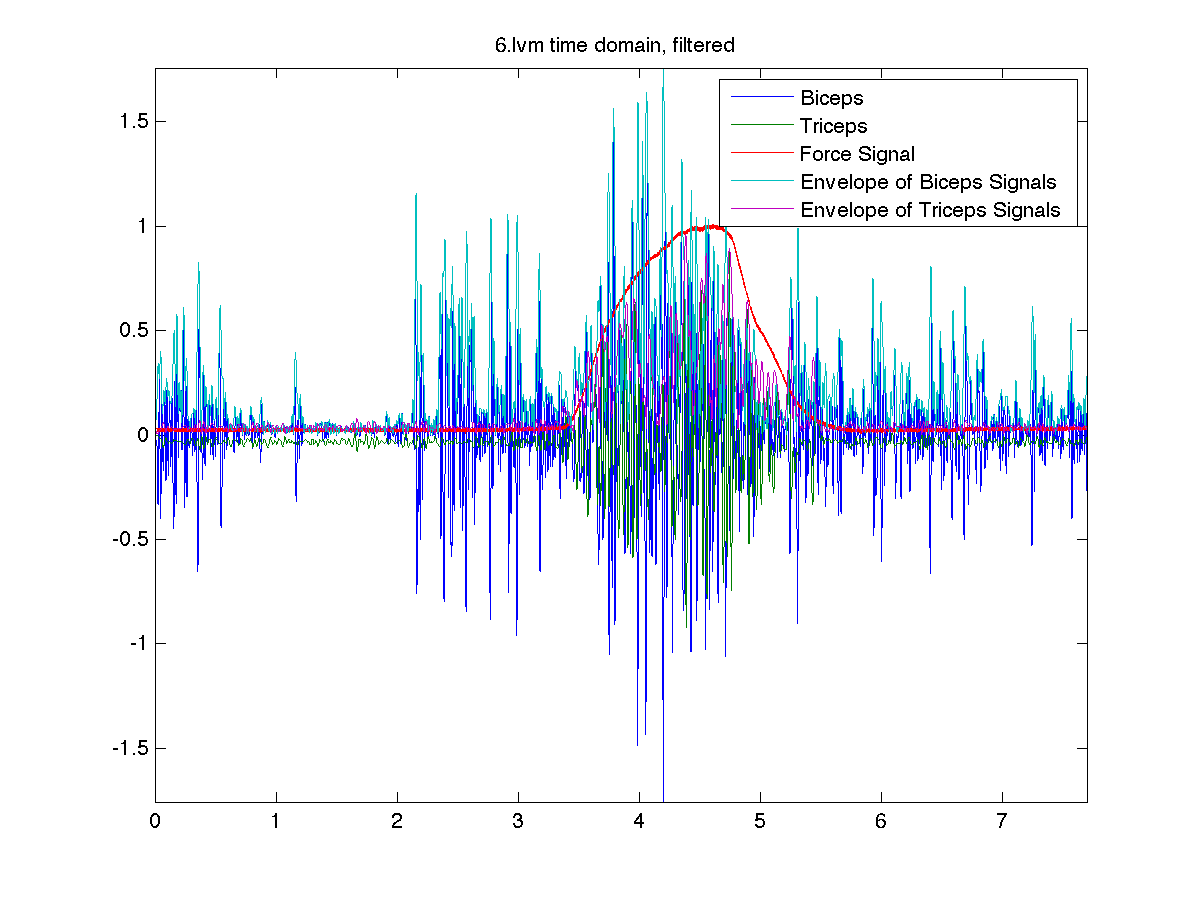 6.lvm time domain, filtered
Biceps
Triceps
Force Signal
Envelope of Biceps Signals
Envelope of Triceps Signals
1.5
1
0.5
0
-0.5
-1
-1.5
0 1 2 3 4 5 6 7